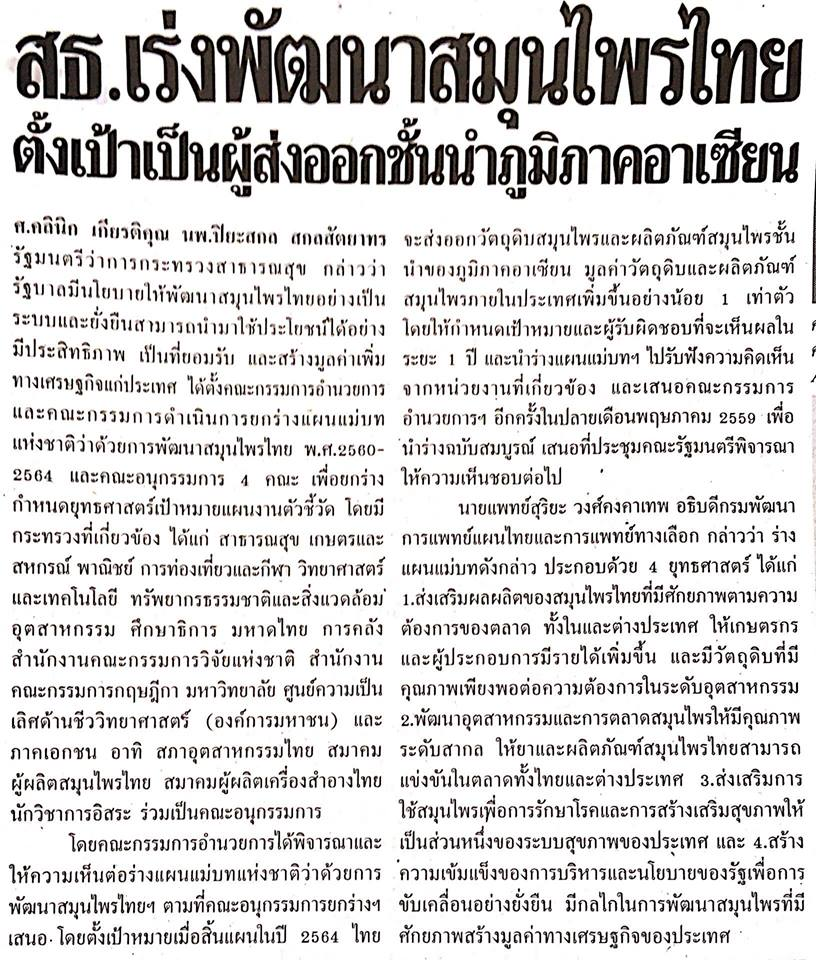 สธ.เร่งพัฒนาสมุนไพรไทย
ตั้งเป้าเป็นผู้ส่งออกชั้นนำภูมิภาคอาเซียน
ศ.คลินิก เกียรติคุณ นพ.ปิยะสกล สกลสัตยาทร
รัฐมนตรีว่าการกระทรวงสาธารณสุข กล่าวว่า
รัฐบาลมีนโยบายให้พัฒนาสมุนไพรไทยอย่างเป็น
ระบบและยั่งยืนสามารถนำมาใช้ประโยชน์ได้อย่าง
มีประสิทธิภาพ เป็นที่ยอมรับ และสร้างมูลค่าเพิ่ม
ทางเศรษฐกิจแก่ประเทศ ได้ตั้งคณะกรรมการอำนวยการ
และคณะกรรมการดำเนินการยกร่างแผนแม่บท
แห่งชาติว่าด้วยการพัฒนาสมุนไพรไทย พ.ศ.2560-
2564 และคณะอนุกรรมการ 4 คณะ เพื่อยกร่าง
กำหนดยุทธศาสตร์เป้าหมายแผนงานตัวชี้วัด โดยมี
กระทรวงที่เกี่ยวข้อง ได้แก่ สาธารณสุข เกษตรและ
สหกรณ์ พาณิชย์ การท่องเที่ยวและกีฬา วิทยาศาสตร์
และเทคโนโลยี ทรัพยากรธรรมชาติและสิ่งแวดล้อม
อุตสาหกรรม ศึกษาธิการ มหาดไทย การคลัง
สำนักงานคณะกรรมการวิจัยแห่งชาติ สำนักงาน
คณะกรรมการกฤษฎีกา มหาวิทยาลัย ศูนย์ความเป็น
เลิศด้านชีววิทยาศาสตร์ (องค์การมหาชน) และ
ภาคเอกชน อาทิ สภาอุตสาหกรรมไทย สมาคม
ผู้ผลิตสมุนไพรไทย สมาคมผู้ผลิตเครื่องสำอางไทย
นักวิชาการอิสระ ร่วมเป็นคณะอนุกรรมการ
โดยคณะกรรมการอำนวยการได้พิจารณาและ
ให้ความเห็นต่อร่างแผนแม่บทแห่งชาติว่าด้วยการ
พัฒนาสมุนไพรไทยฯ ตามที่คณะอนุกรรมการยกร่างฯ
เสนอ โดยตั้งเป้าหมายเมื่อสิ้นแผนในปี 2564 ไทย
จะส่งออกวัตถุดิบสมุนไพรและผลิตภัณฑ์สมุนไพรชั้น
นำของภูมิภาคอาเซียน มูลค่าวัตถุดิบและผลิตภัณฑ์
สมุนไพรภายในประเทศเพิ่มขึ้นอย่างน้อย 1 เท่าตัว
โดยให้กำหนดเป้าหมายและผู้รับผิดชอบที่จะเห็นผลใน
ระยะ 1 ปี และนำร่างแผนแม่บทฯ ไปรับฟังความคิดเห็น
จากหน่วยงานที่เกี่ยวข้อง และเสนอคณะกรรมการ
อำนวยการฯ อีกครั้งในปลายเดือนพฤษภาคม 2559 เพื่อ
นำร่างฉบับสมบูรณ์ เสนอที่ประชุมคณะรัฐมนตรีพิจารณา
ให้ความเห็นชอบต่อไป
นายแพทย์สุริยะ วงศ์คงคาเทพ อธิบดีกรมพัฒนา
การแพทย์แผนไทยและการแพทย์ทางเลือก กล่าวว่า ร่าง
แผนแม่บทดังกล่าว ประกอบด้วย 4 ยุทธศาสตร์ ได้แก่
1.ส่งเสริมผลผลิตของสมุนไพรไทยที่มีศักยภาพตามความ
ต้องการของตลาด ทั้งในและต่างประเทศ ให้เกษตรกร
และผู้ประกอบการมีรายได้เพิ่มขึ้น และมีวัตถุดิบที่มี
คุณภาพเพียงพอต่อความต้องการในระดับอุตสาหกรรม
2.พัฒนาอุตสาหกรรมและการตลาดสมุนไพรให้มีคุณภาพ
ระดับสากล ให้ยาและผลิตภัณฑ์สมุนไพรไทยสามารถ
แข่งขันในตลาดทั้งไทยและต่างประเทศ 3.ส่งเสริมการ
ใช้สมุนไพรเพื่อการรักษาโรคและการสร้างเสริมสุขภาพให้
เป็นส่วนหนึ่งของระบบสุขภาพของประเทศ และ 4.สร้าง
ความเข้มแข็งของการบริหารและนโยบายของรัฐเพื่อการ
ขับเคลื่อนอย่างยั่งยืน มีกลไกในการพัฒนาสมุนไพรที่มี
ศักยภาพสร้างมูลค่าทางเศรษฐกิจของประเทศ